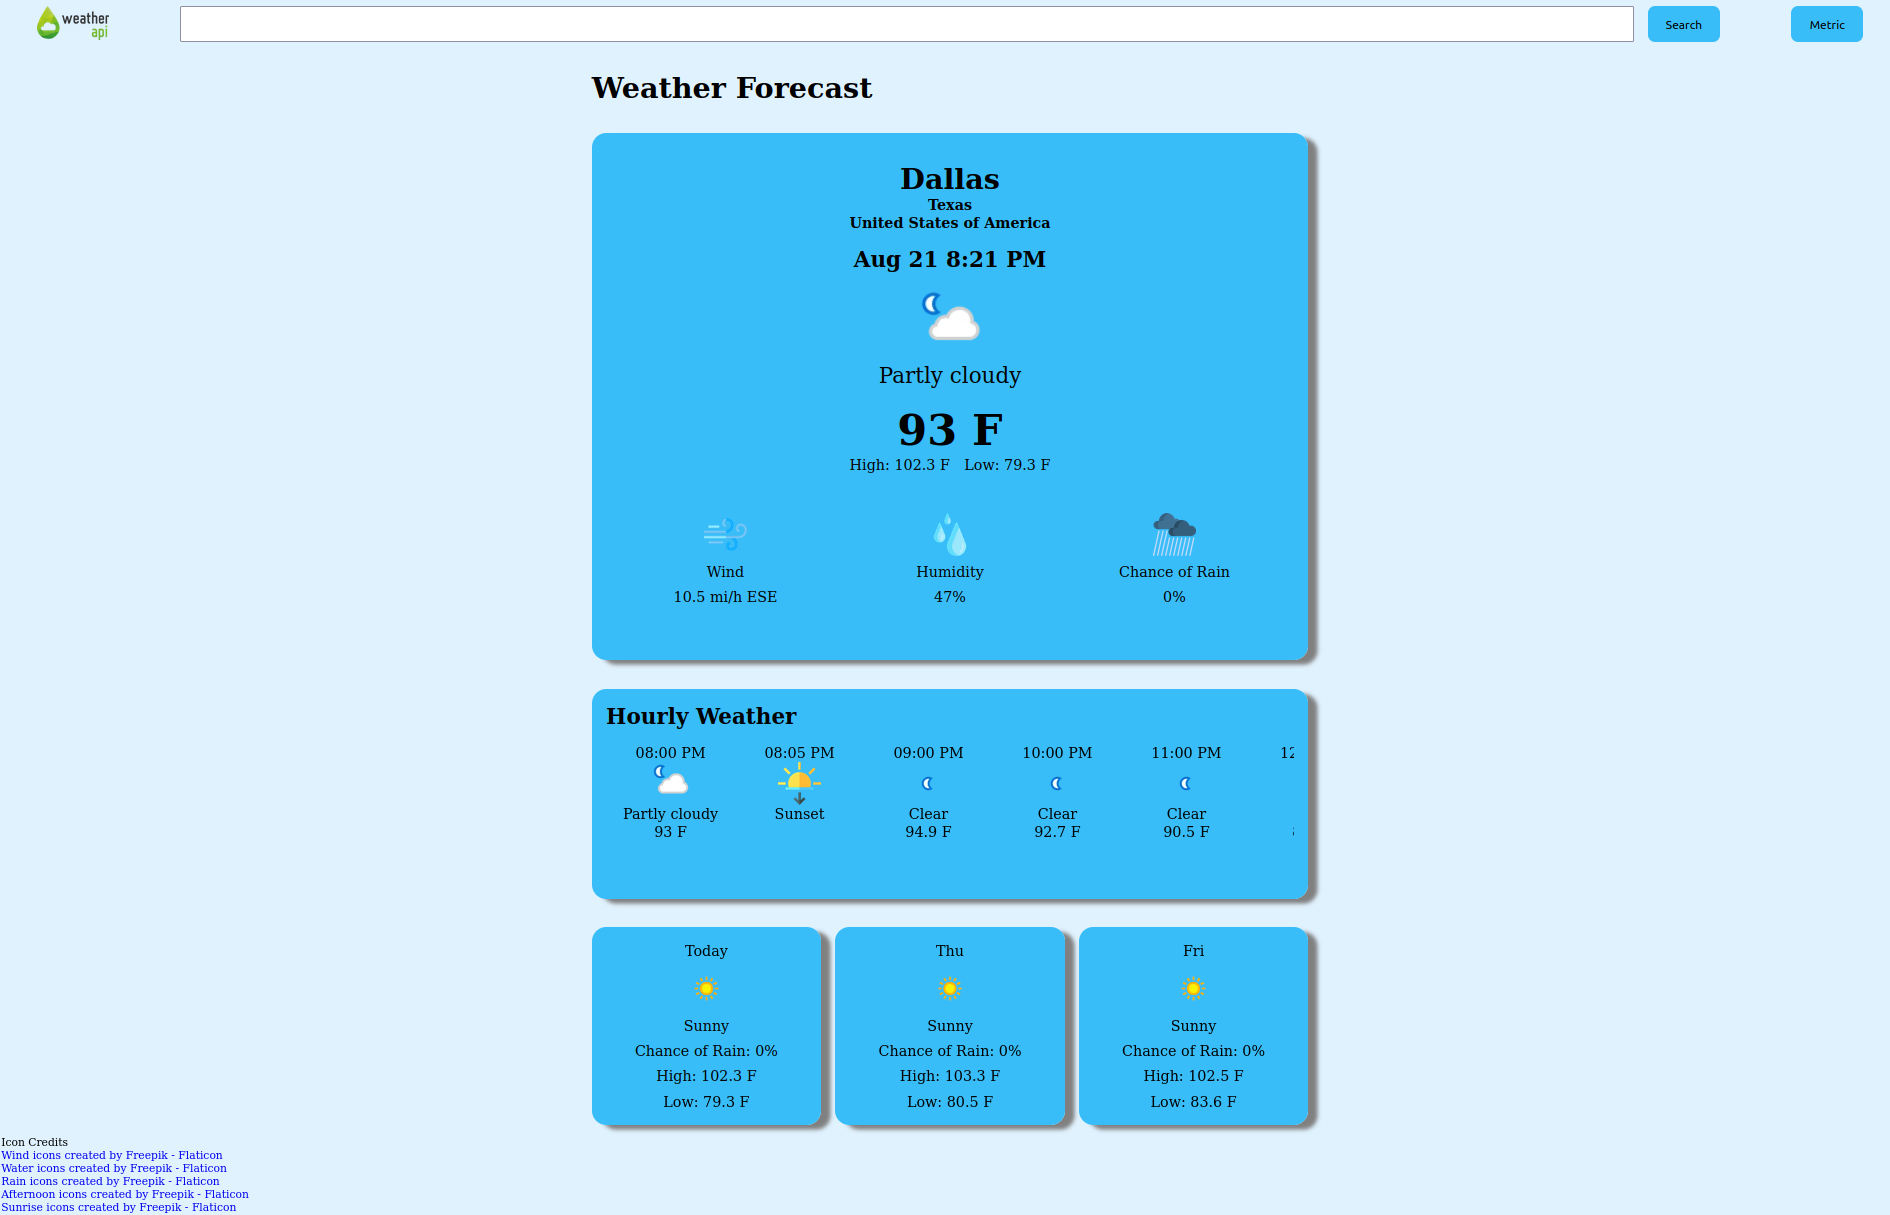 weather
api
Search
Metric
Weather Forecast
Dallas
Texas
United States of America
Aug 21 8:21 PM
Partly cloudy
93 F
High: 102.3 F Low: 79.3 F
Wind Humidity Chance of Rain
10.5 mi/h ESE 47% 0%
Hourly Weather
08:00 PM 08:05 PM 09:00 PM 10:00 PM 11:00 PM 12
Partly cloudy Sunset Clear Clear Clear
93 F 94.9 F 92.7 F 90.5 F
Today
Sunny
Chance of Rain: 0%
High: 102.3 F
Low: 79.3 F
Thu
Sunny
Chance of Rain: 0%
High: 103.3 F
Low: 80.5 F
Fri
Sunny
Chance of Rain: 0%
High: 102.5 F
Low: 83.6 F
Icon Credits
Wind icons created by Freepik - Flaticon
Water icons created by Freepik - Flaticon
Rain icons created by Freepik - Flaticon
Afternoon icons created by Freepik - Flaticon
Sunrise icons created by Freepik - Flaticon